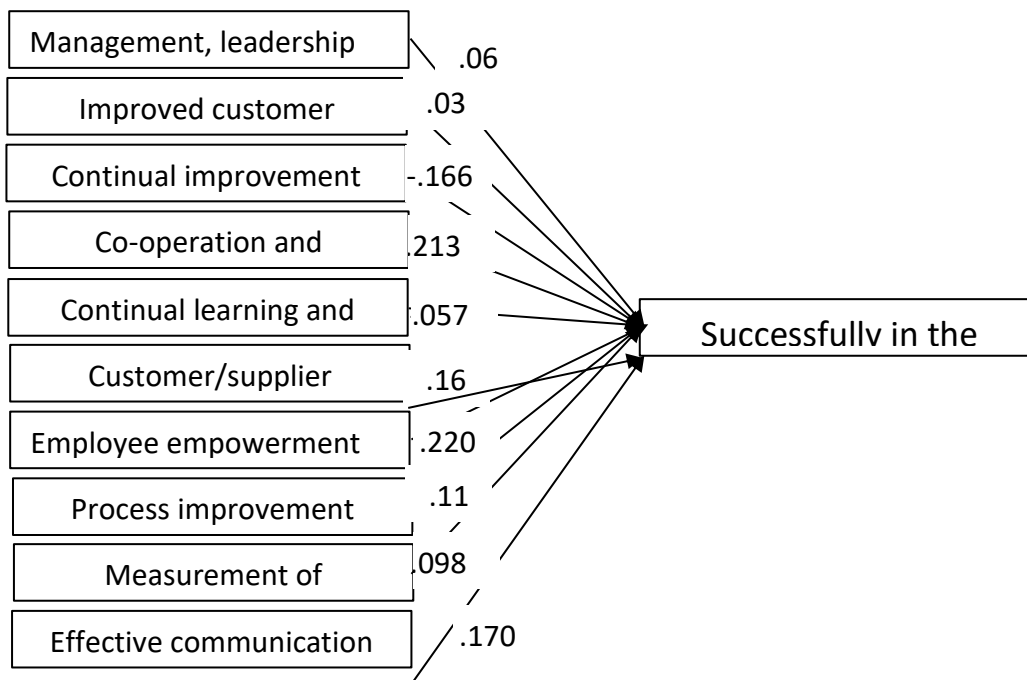 Management, leadership
.06
Improved customer
.03
Continual improvement
-.166
Co-operation and
.213
Continual learning and
.057
Successfully in the
Customer/supplier
.16
Employee empowerment
.220
Process improvement
.11
Measurement of
.098
Effective communication
.170